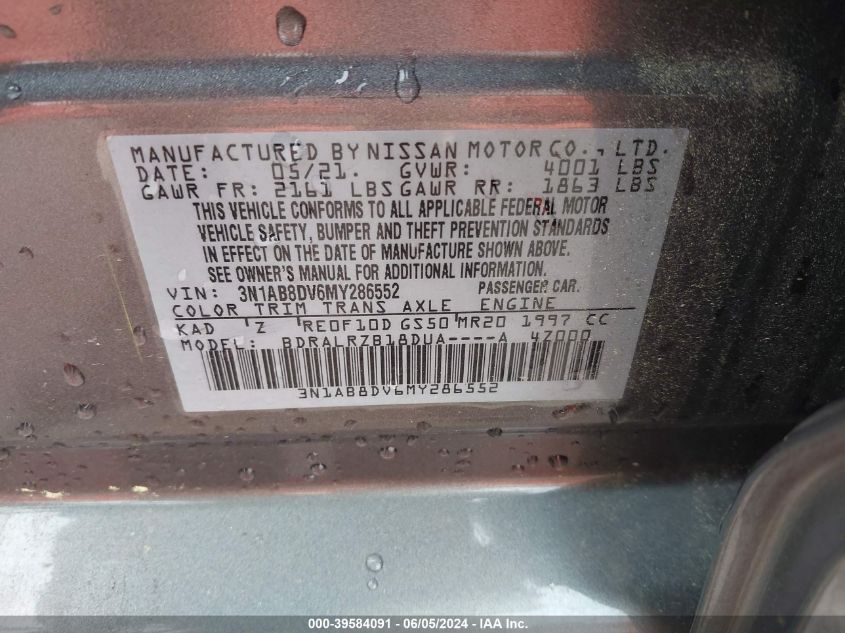 MANUFACTURED BY NISSAN MOTOR CO., LTD.
DATE: 05/21. GVWR: 4001 LBS
GAWR FR: 2161 LBS GAWR RR: 1863 LBS
THIS VEHICLE CONFORMS TO ALL APPLICABLE FEDERAL MOTOR
VEHICLE SAFETY, BUMPER AND THEFT PREVENTION STANDARDS
IN EFFECT ON THE DATE OF MANUFACTURE SHOWN ABOVE.
SEE OWNER'S MANUAL FOR ADDITIONAL INFORMATION.
VIN: 3N1AB8DV6MY286552 PASSENGER CAR.
COLOR TRIM TRANS AXLE ENGINE
KAD Z RE0F10D GS50 MR20 1997 CC
MODEL: BDRALRZB18DUA----A 47000
3N1AB8DV6MY286552
000-39584091 - 06/05/2024 - IAAI.COM